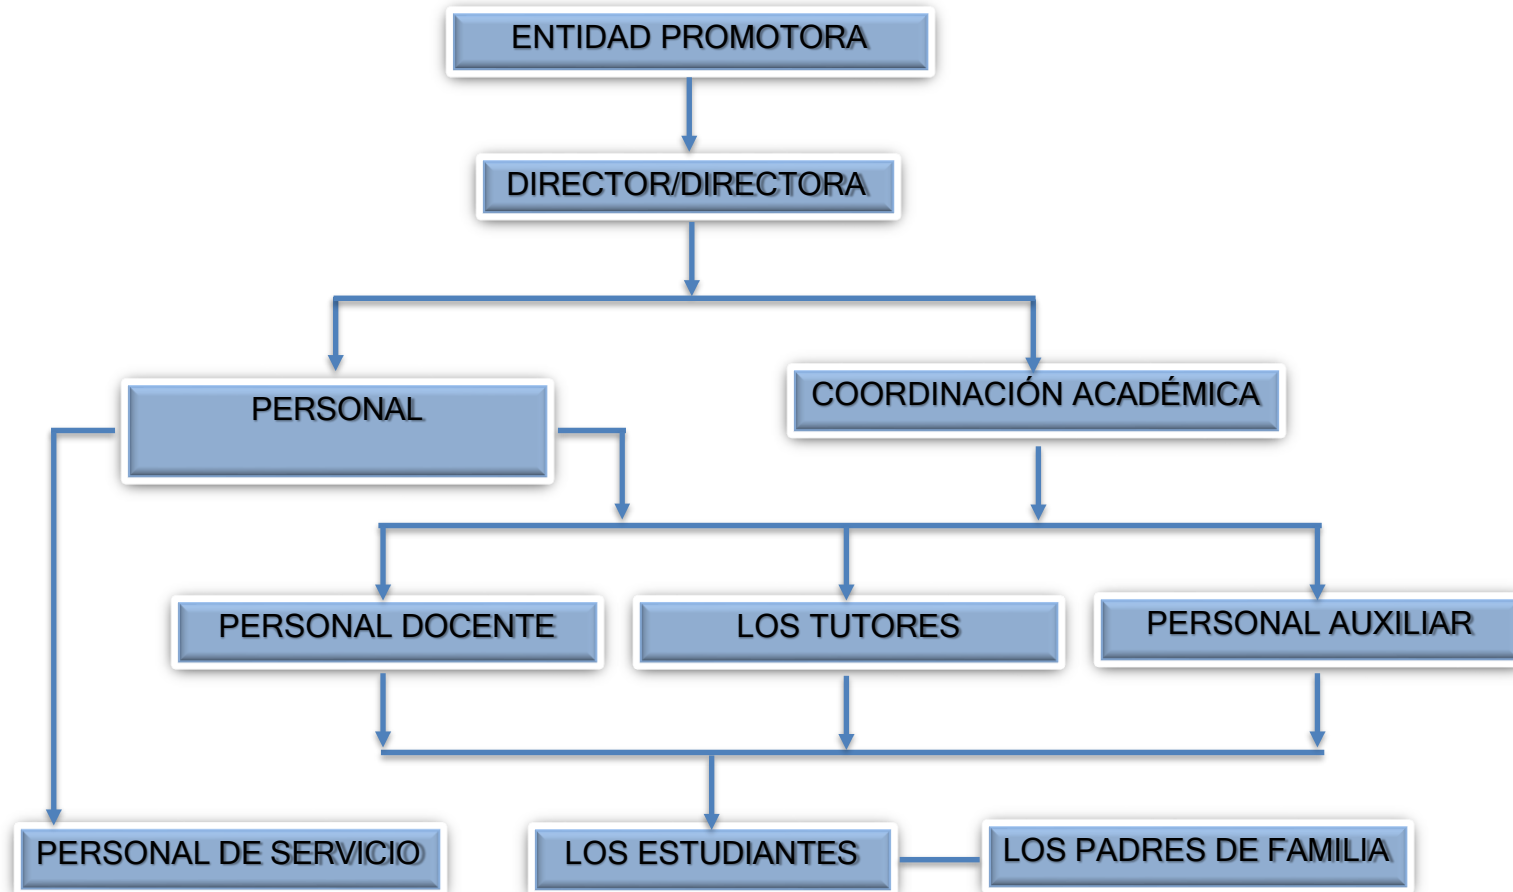 ENTIDAD PROMOTORA
DIRECTOR/DIRECTORA
PERSONAL
COORDINACIÓN ACADÉMICA
PERSONAL DOCENTE
LOS TUTORES
PERSONAL AUXILIAR
PERSONAL DE SERVICIO
LOS ESTUDIANTES
LOS PADRES DE FAMILIA